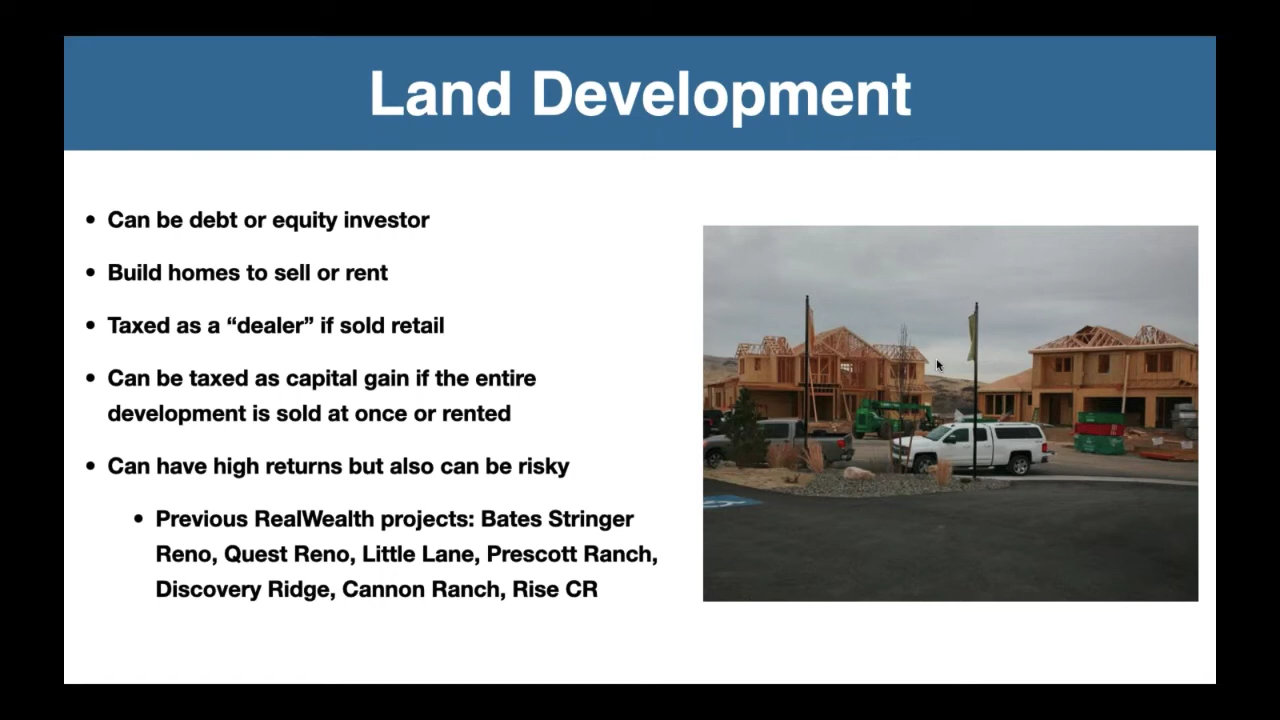 Land Development
• Can be debt or equity investor
• Build homes to sell or rent
• Taxed as a “dealer” if sold retail
• Can be taxed as capital gain if the entire
development is sold at once or rented
• Can have high returns but also can be risky
• Previous RealWealth projects: Bates Stringer
Reno, Quest Reno, Little Lane, Prescott Ranch,
Discovery Ridge, Cannon Ranch, Rise CR